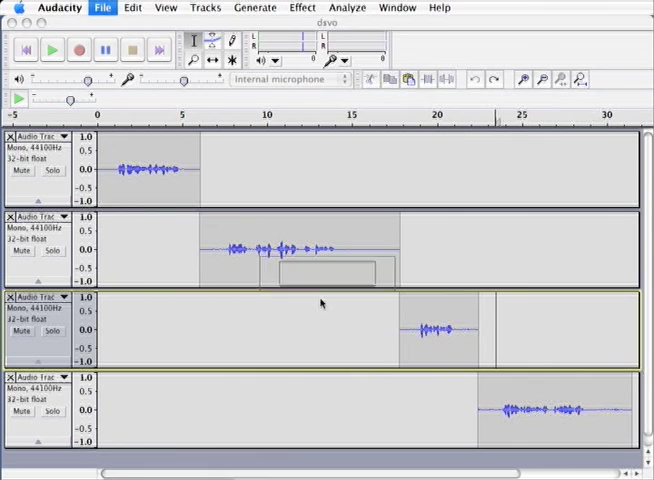 Audacity File Edit View Tracks Generate Effect Analyze Window Help
dsvo
L
R
0
L
R
0
Internal microphone
-5 0 5 10 15 20 25 30
Audio Trac
Mono, 44100Hz
32-bit float
Mute Solo
1.0
0.5
0.0
-0.5
-1.0
Audio Trac
Mono, 44100Hz
32-bit float
Mute Solo
1.0
0.5
0.0
-0.5
-1.0
Audio Trac
Mono, 44100Hz
32-bit float
Mute Solo
1.0
0.5
0.0
-0.5
-1.0
Audio Trac
Mono, 44100Hz
32-bit float
Mute Solo
1.0
0.5
0.0
-0.5
-1.0